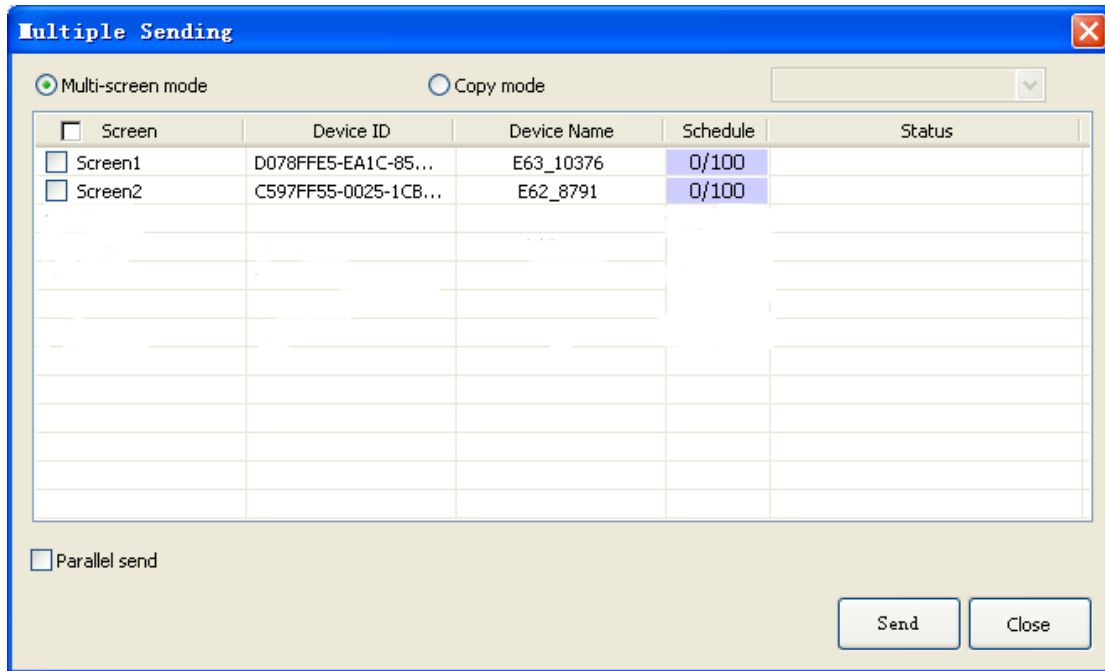 Multiple Sending
Multi-screen mode Copy mode
Screen Device ID Device Name Schedule Status
Screen1 D078FFE5-EA1C-85... E63_10376 0/100
Screen2 C597FF55-0025-1CB... E62_8791 0/100
Parallel send
Send Close